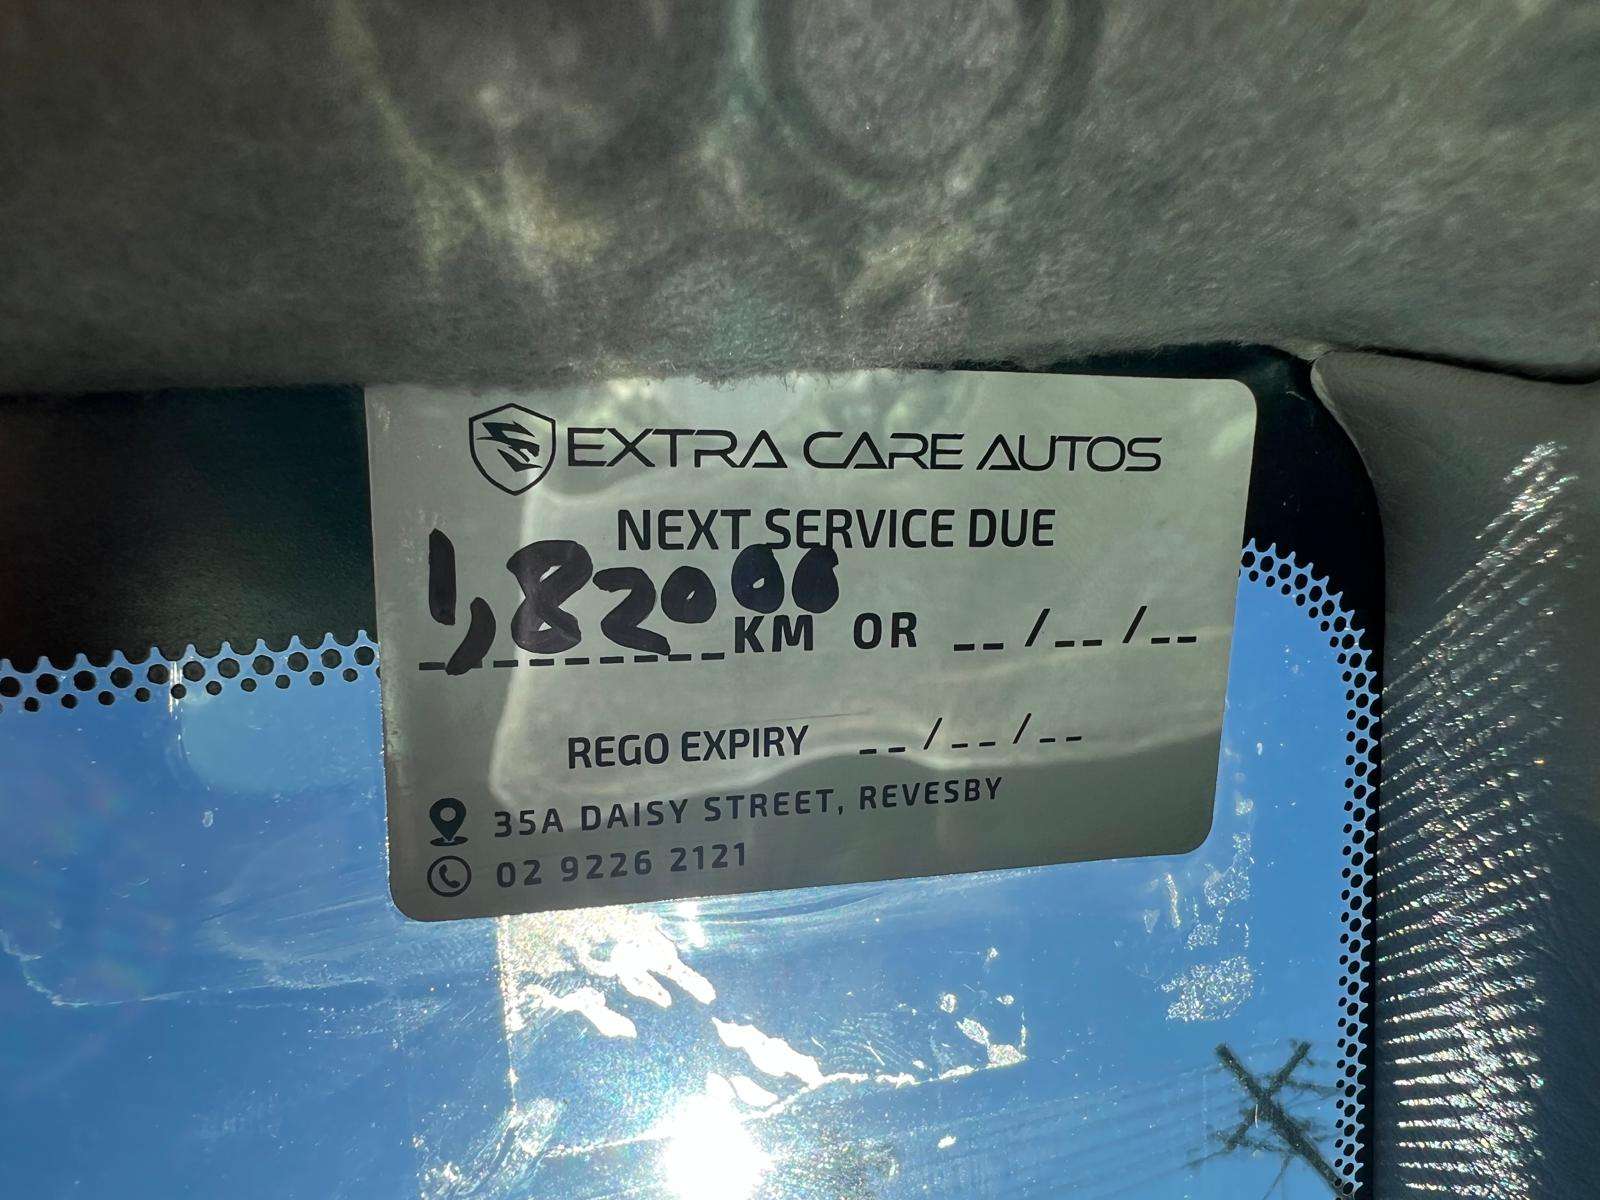 EXTRA CARE AUTOS
NEXT SERVICE DUE
1,82000 KM OR __/__/__
REGO EXPIRY __/__/__
35A DAISY STREET, REVESBY
02 9226 2121